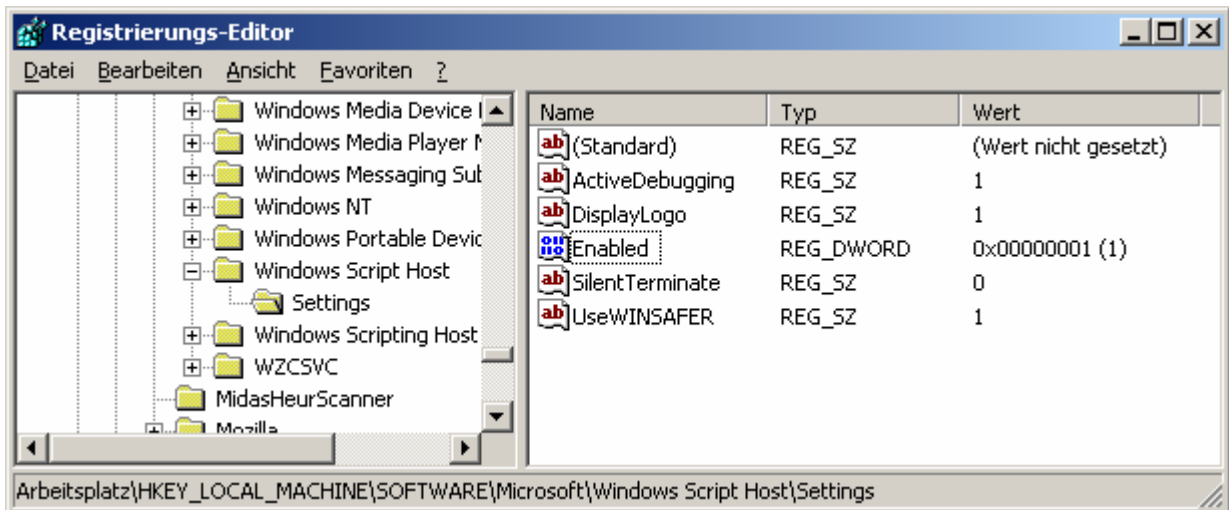 Registrierungs-Editor
Datei Bearbeiten Ansicht Favoriten ?
Windows Media Device
Windows Media Player
Windows Messaging Sub
Windows NT
Windows Portable Devic
Windows Script Host
Settings
Windows Scripting Host
WZCSVC
MidasHeurScanner
Mozilla
Name Typ Wert
(Standard) REG_SZ (Wert nicht gesetzt)
ActiveDebugging REG_SZ 1
DisplayLogo REG_SZ 1
Enabled REG_DWORD 0x00000001 (1)
SilentTerminate REG_SZ 0
UseWINSAFER REG_SZ 1
Arbeitsplatz\HKEY_LOCAL_MACHINE\SOFTWARE\Microsoft\Windows Script Host\Settings